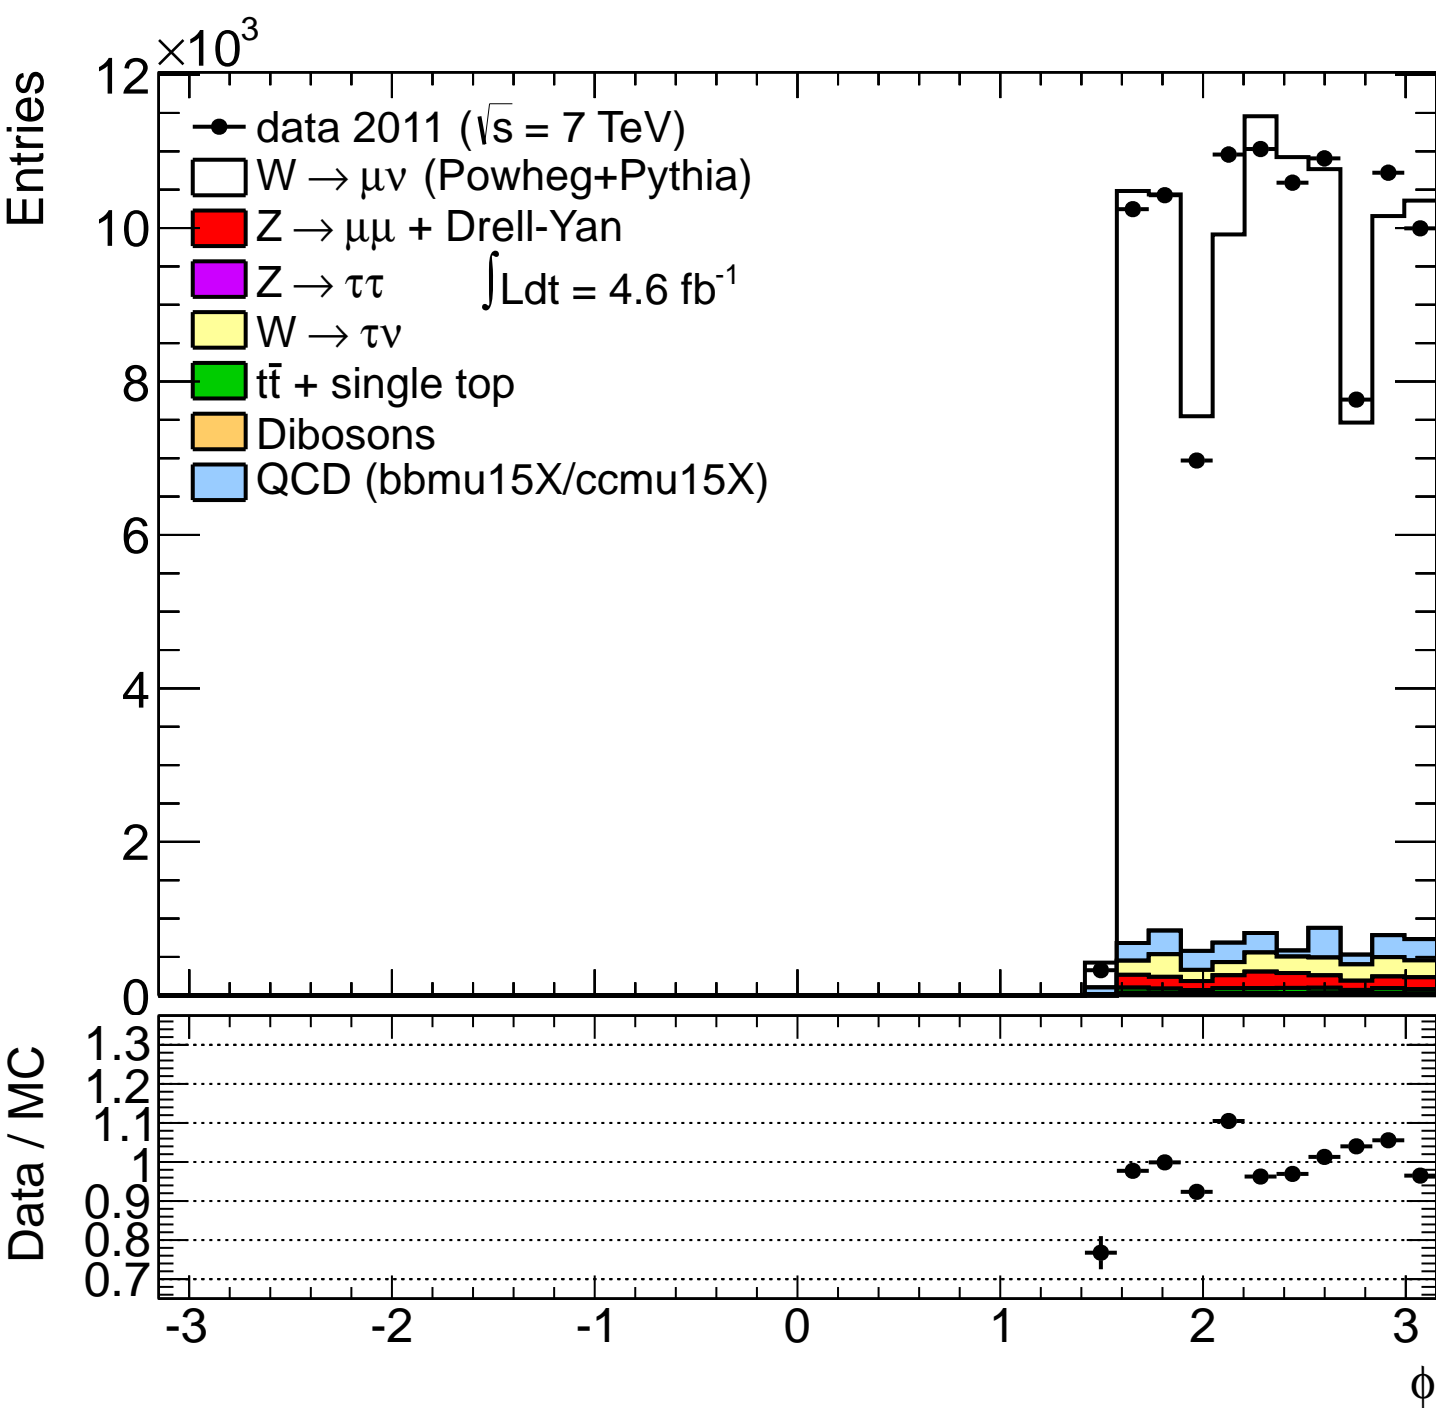 ×10³
Entries
12
10
8
6
4
2
0
data 2011 (√s = 7 TeV)
W → μν (Powheg+Pythia)
Z → μμ + Drell-Yan
Z → ττ
∫Ldt = 4.6 fb⁻¹
W → τν
tt̄ + single top
Dibosons
QCD (bbmu15X/ccmu15X)
Data / MC
1.3
1.2
1.1
1
0.9
0.8
0.7
-3 -2 -1 0 1 2 3
ϕ